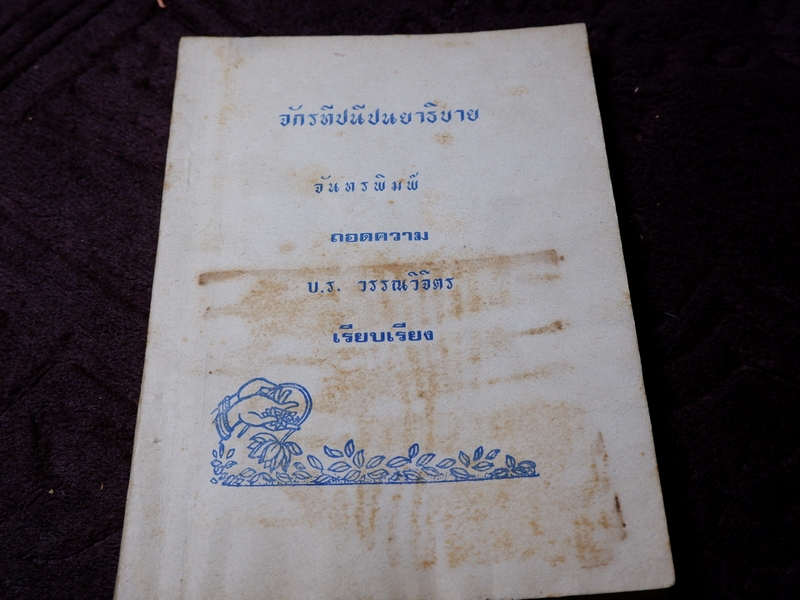 จักรทีปนีปนยาธิบาย
จันทรพิมพ์
ถอดความ
บ.ร. วรรณวิจิตร
เรียบเรียง